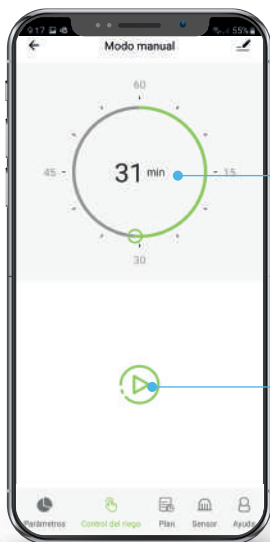 9:17 55%
Modo manual
60
45 31 min 15
30
Parámetros Control del riego Plan Sensor Ayuda